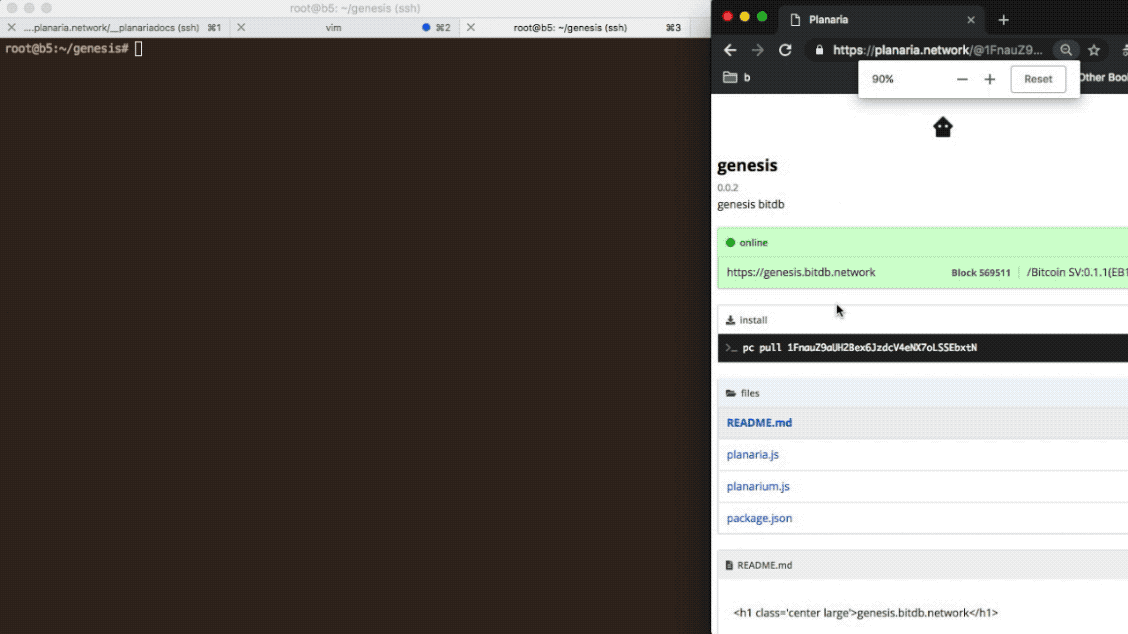 root@b5: ~/genesis (ssh)
....planaria.network/__planariadocs (ssh) ⌘1
vim ⌘2
root@b5: ~/genesis (ssh) ⌘3
root@b5:~/genesis#
Planaria
https://planaria.network/@1FnauZ9...
b
Other Boo
90% Reset
genesis
0.0.2
genesis bitdb
online
https://genesis.bitdb.network Block 569511 /Bitcoin SV:0.1.1(EB1
install
>_ pc pull 1FnauZ9aUH2Bex6JzdcV4eNX7oLSSEbxtN
files
README.md
planaria.js
planarium.js
package.json
README.md
<h1 class='center large'>genesis.bitdb.network</h1>